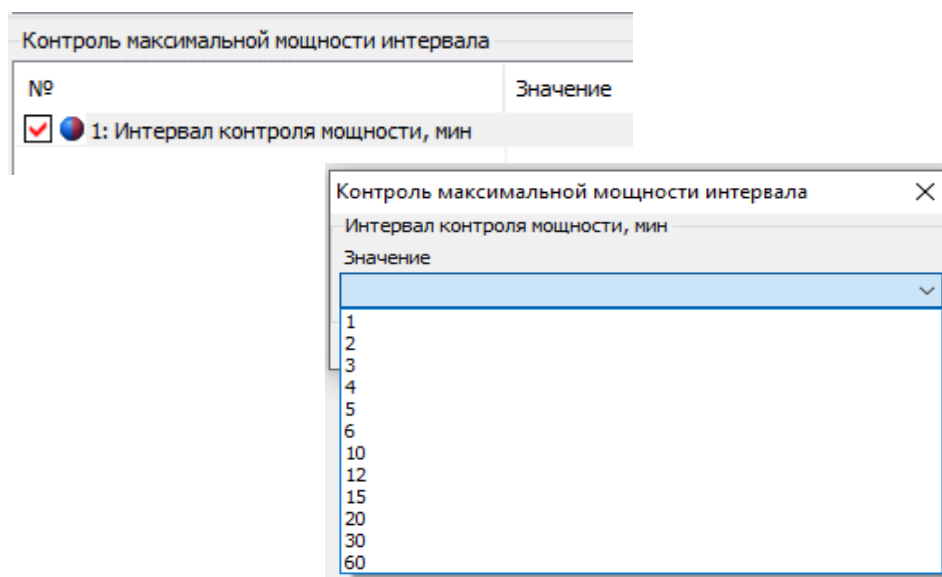 Контроль максимальной мощности интервала
№ Значение
1: Интервал контроля мощности, мин
Контроль максимальной мощности интервала
Интервал контроля мощности, мин
Значение
1
2
3
4
5
6
10
12
15
20
30
60